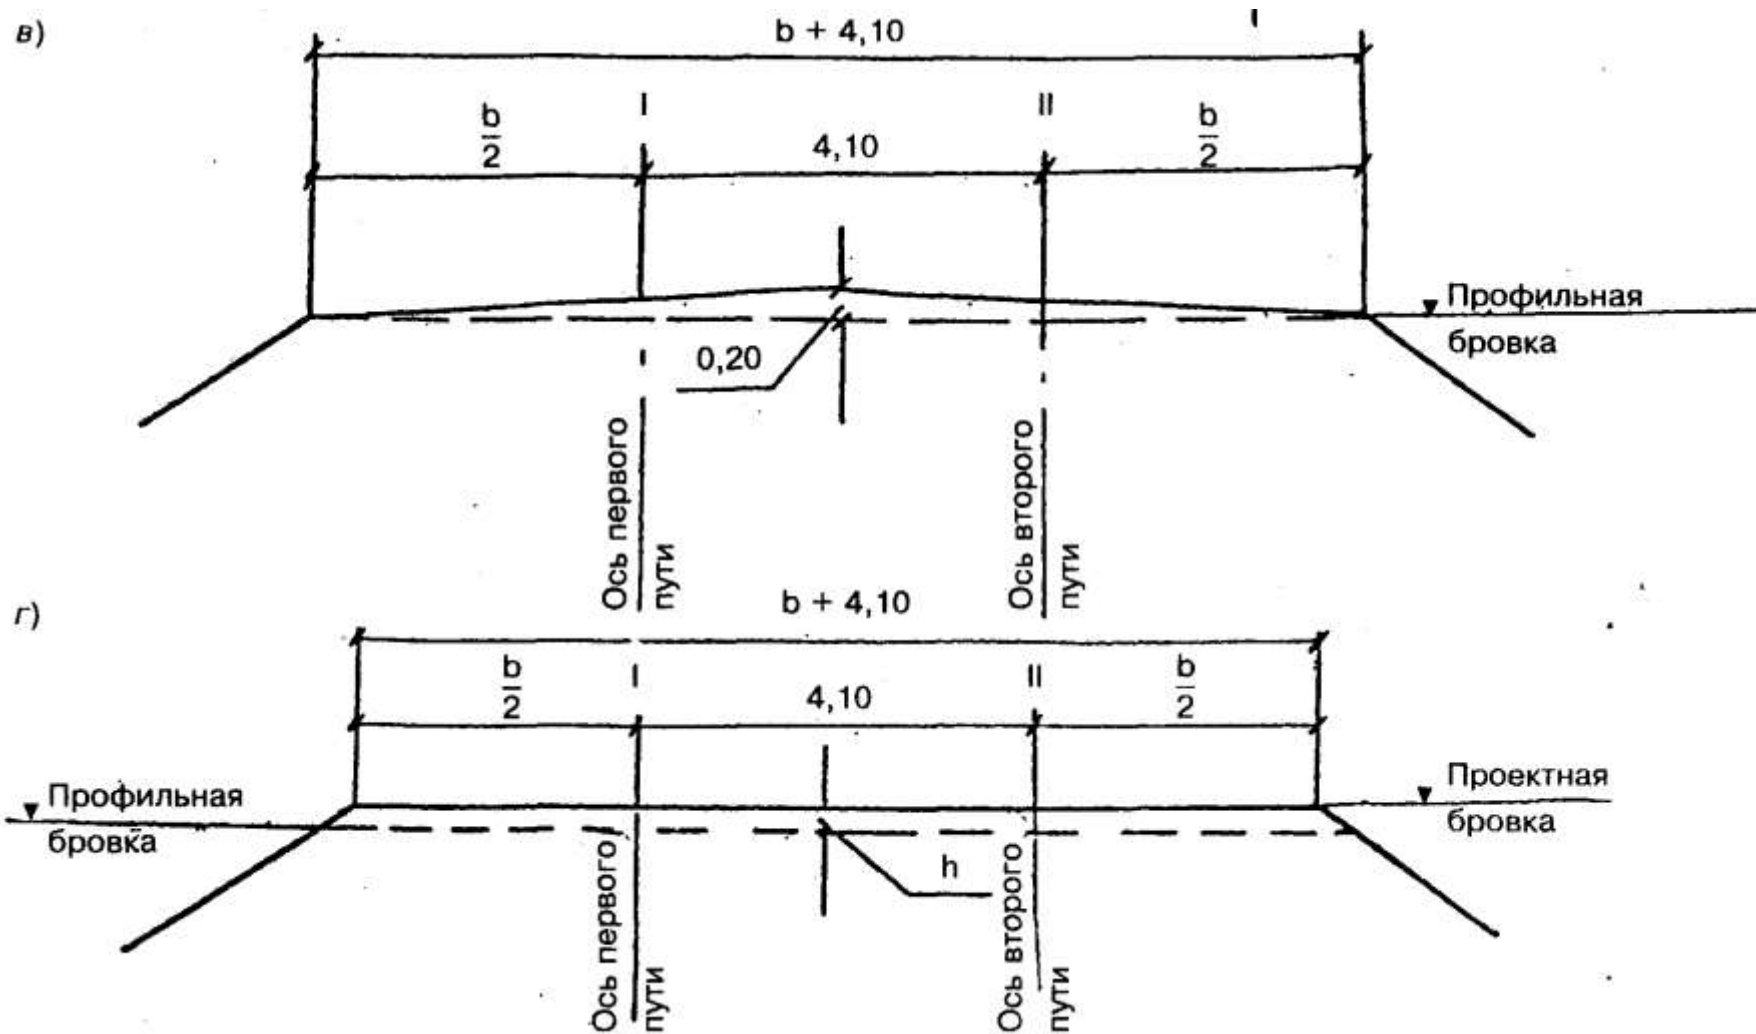 в)
b + 4,10
b
2
I
4,10
II
b
2
Профильная
бровка
0,20
Ось первого
пути
Ось второго
пути
г)
b + 4,10
b
2
I
4,10
II
b
2
Профильная
бровка
Проектная
бровка
h
Ось первого
пути
Ось второго
пути